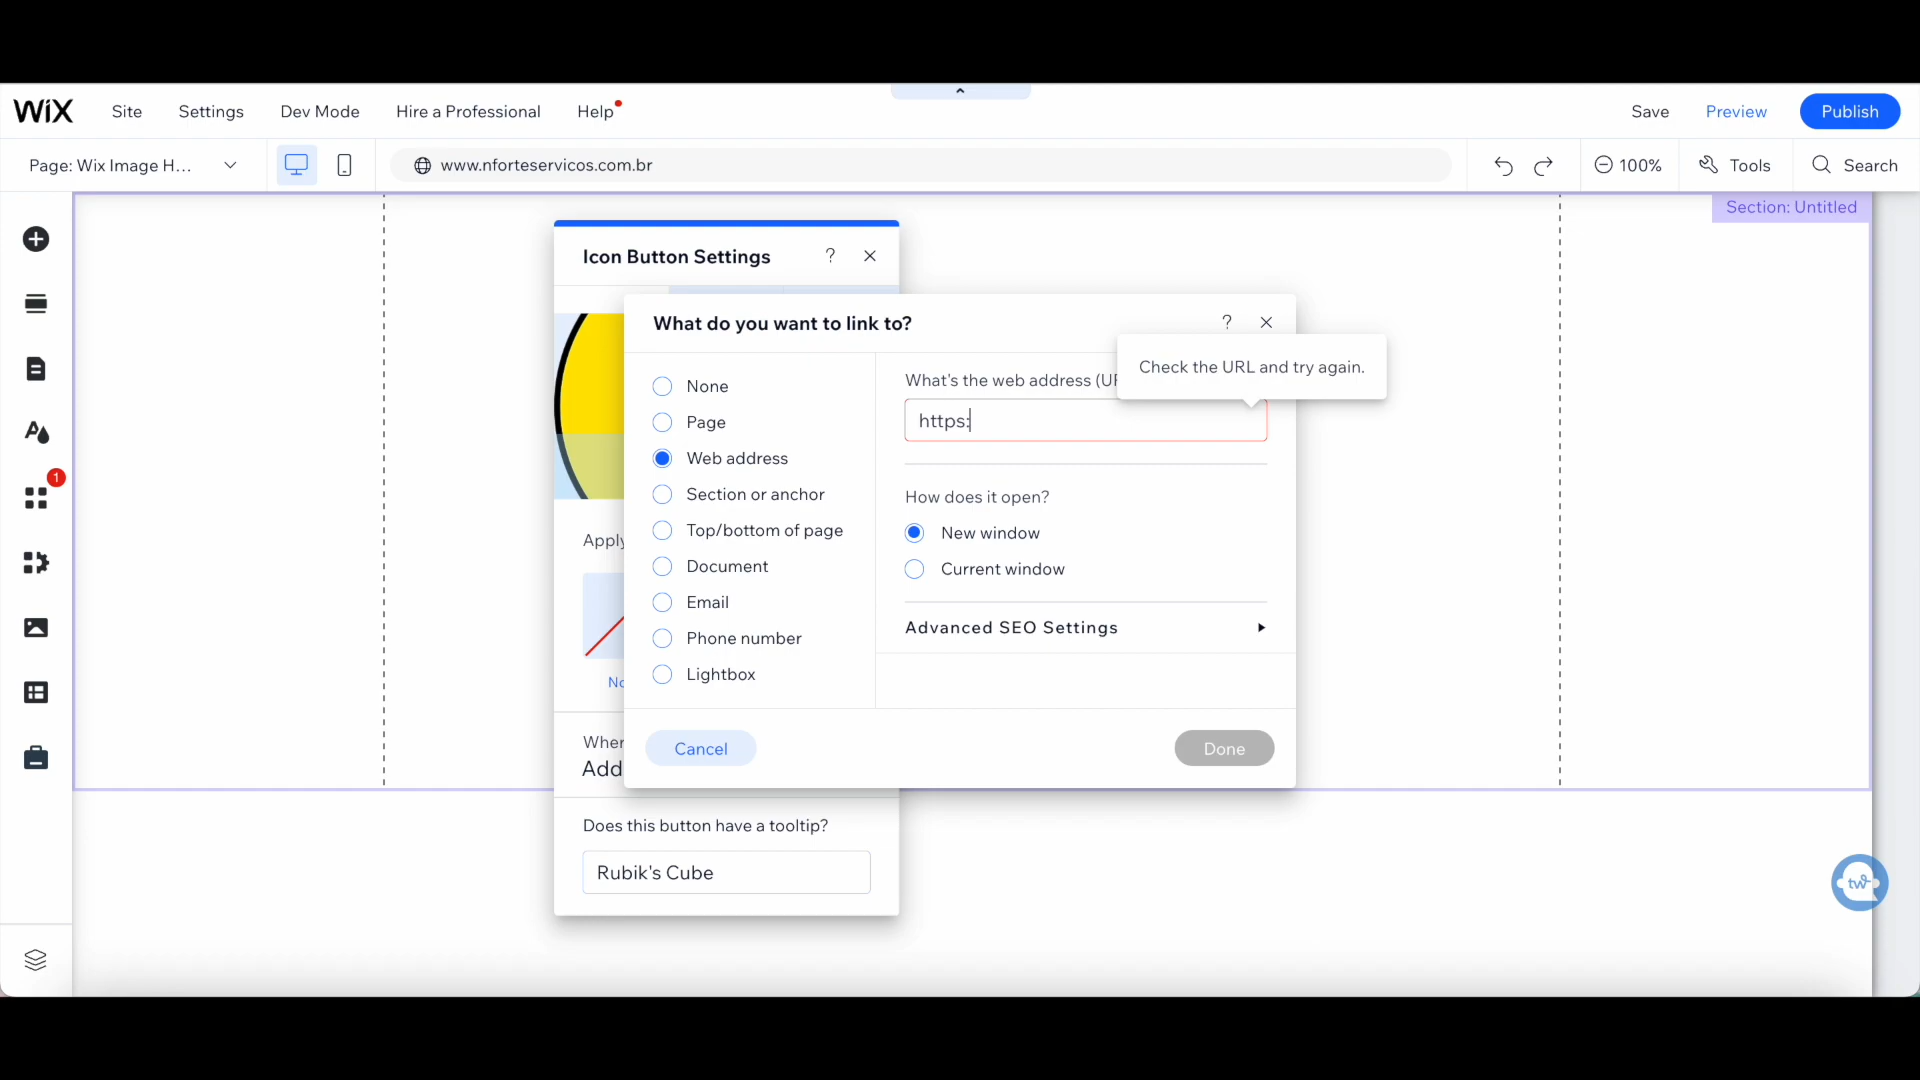 WiX Site Settings Dev Mode Hire a Professional Help Save Preview Publish
Page: Wix Image H... www.nforteservicos.com.br 100% Tools Search
Section: Untitled
Icon Button Settings ?
What do you want to link to? ?
Check the URL and try again.
None
Page
Web address
Section or anchor
Top/bottom of page
Document
Email
Phone number
Lightbox
What's the web address (UR
https:
How does it open?
New window
Current window
Advanced SEO Settings
Cancel Done
1
Apply
No
Wher
Add
Does this button have a tooltip?
Rubik's Cube
tw